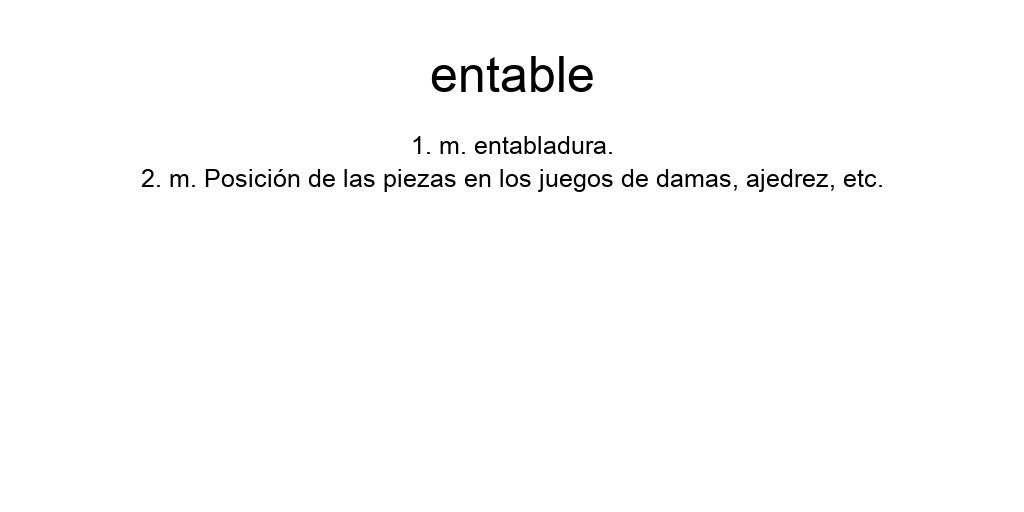 entable
1. m. entabladura.
2. m. Posición de las piezas en los juegos de damas, ajedrez, etc.